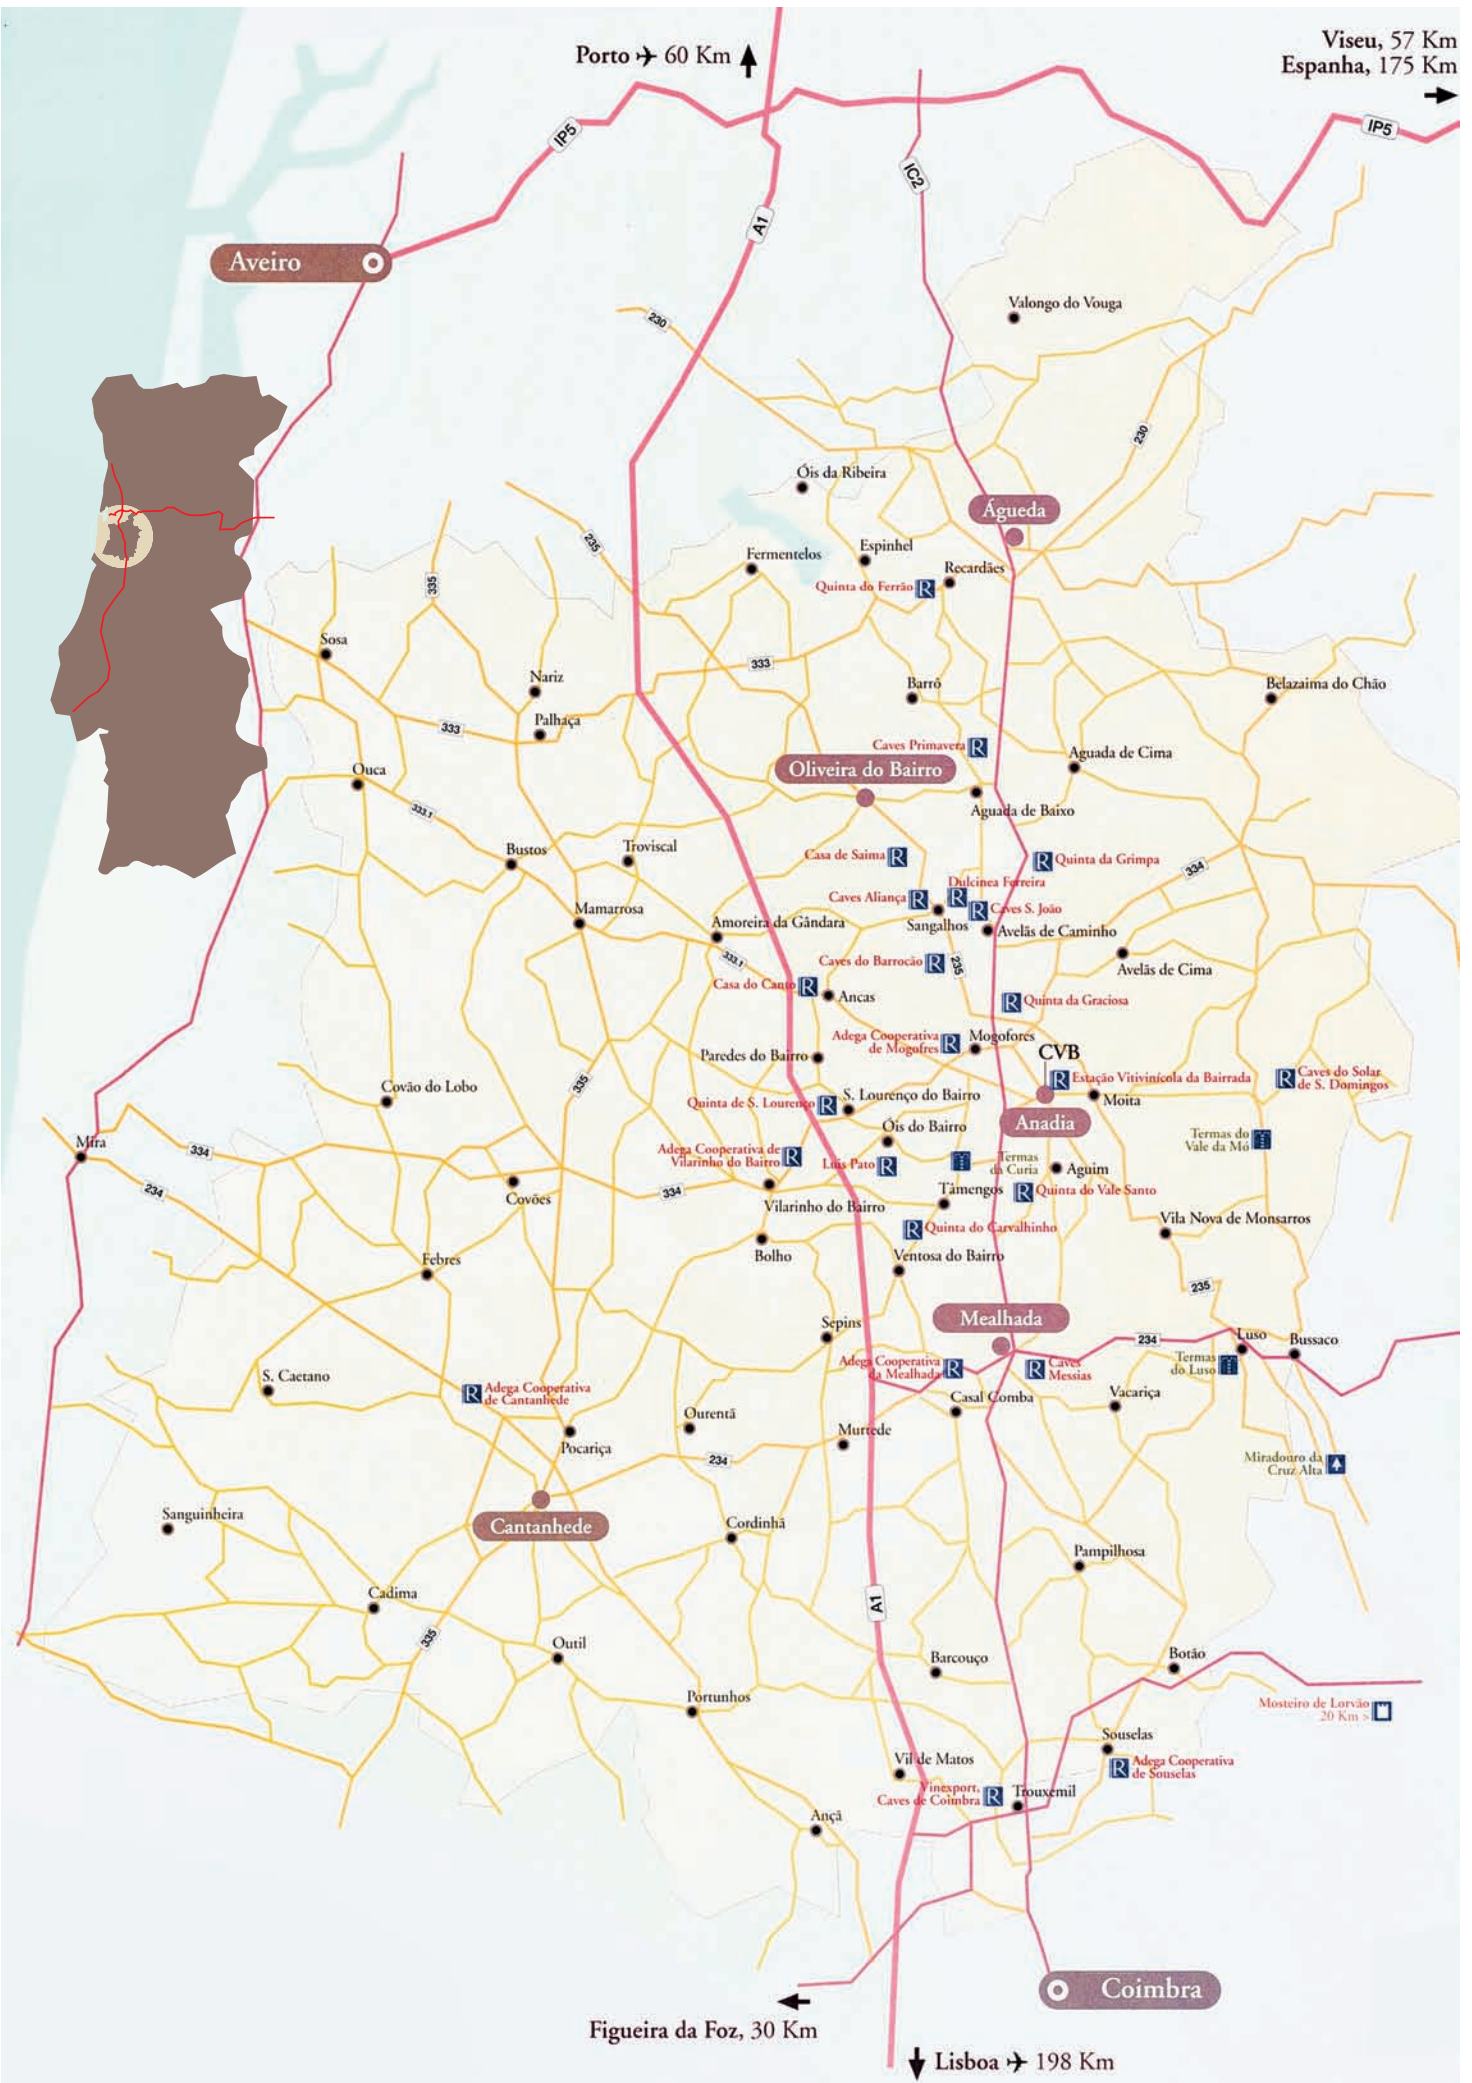 Porto ✈ 60 Km
Viseu, 57 Km
Espanha, 175 Km
IP5
IP5
IC2
A1
Aveiro
Valongo do Vouga
230
230
Óis da Ribeira
Águeda
235
Espinhel
Fermentelos
Recardães
335
Quinta do Ferrão R
Sosa
333
Nariz
Barrô
Belazaima do Chão
Palhaça
333
Caves Primavera R
Aguada de Cima
Oliveira do Bairro
Ouca
333.1
Aguada de Baixo
Bustos
Troviscal
Casa de Saima R
R Quinta da Grimpa
334
Dulcinea Ferreira
R
Caves Aliança R
R Caves S. João
Mamarrosa
Amoreira da Gândara
Sangalhos
Avelãs de Caminho
333.1
Caves do Barrocão R
235
Avelãs de Cima
Casa do Canto R
Ancas
R Quinta da Graciosa
Adega Cooperativa
de Mogofres R
Mogofores
Paredes do Bairro
CVB
R Estação Vitivinícola da Bairrada
R Caves do Solar
de S. Domingos
335
Covão do Lobo
Quinta de S. Lourenço R
S. Lourenço do Bairro
Moita
Anadia
Óis do Bairro
Mira
334
Termas do
Vale da Mó
Adega Cooperativa de
Vilarinho do Bairro R
Luis Pato R
Termas
da Curia
Aguim
234
334
Covões
Tâmengos
R Quinta do Vale Santo
Vilarinho do Bairro
Vila Nova de Monsarros
R Quinta do Carvalhinho
Bolho
Ventosa do Bairro
Febres
235
Mealhada
Sepins
234
Luso
Bussaco
Adega Cooperativa
da Mealhada R
R Caves
Messias
Termas
do Luso
S. Caetano
R Adega Cooperativa
de Cantanhede
Casal Comba
Vacariça
Ourentã
Murtede
Pocariça
234
Miradouro da
Cruz Alta
Sanguinheira
Cantanhede
Cordinhã
Pampilhosa
Cadima
A1
335
Outil
Barcouço
Botão
Portunhos
Mosteiro de Lorvão
20 Km >
Souselas
Vil de Matos
R Adega Cooperativa
de Souselas
Vinexport,
Caves de Coimbra R
Trouxemil
Ançã
Coimbra
Figueira da Foz, 30 Km
Lisboa ✈ 198 Km